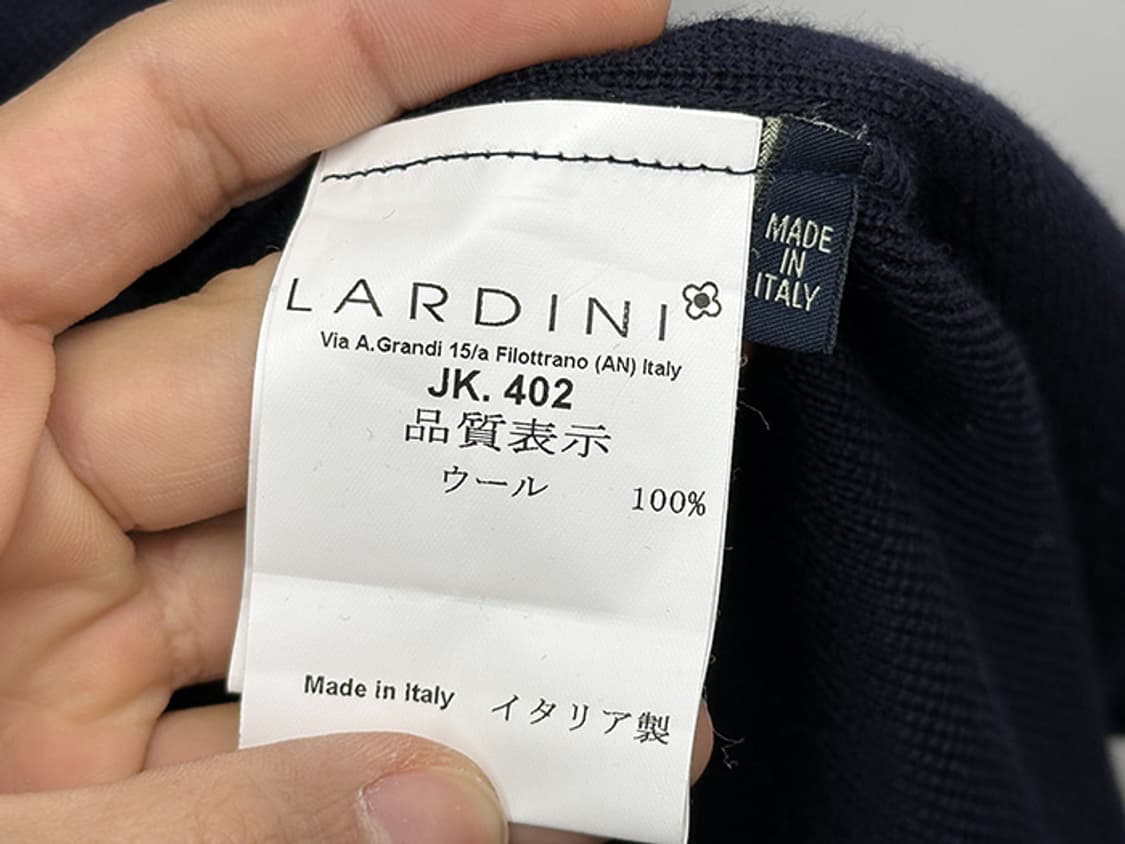 LARDINI
Via A.Grandi 15/a Filottrano (AN) Italy
JK. 402
品質表示
ウール 100%
Made in Italy イタリア製
MADE
IN
ITALY